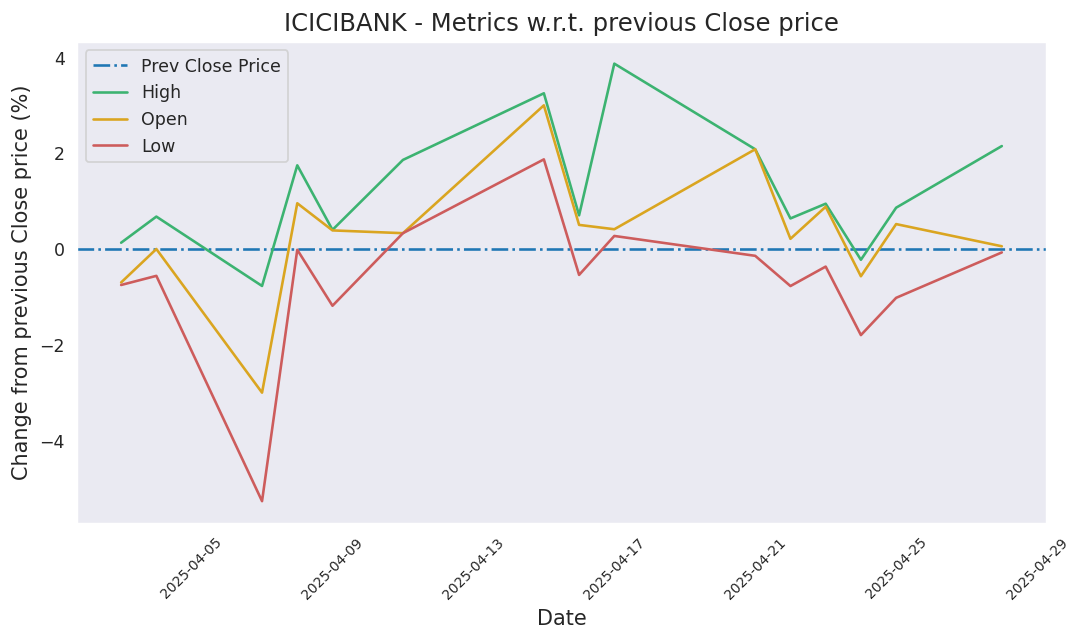 ICICIBANK - Metrics w.r.t. previous Close price
Change from previous Close price (%)
4
2
0
−2
−4
Prev Close Price
High
Open
Low
2025-04-05
2025-04-09
2025-04-13
2025-04-17
2025-04-21
2025-04-25
2025-04-29
Date